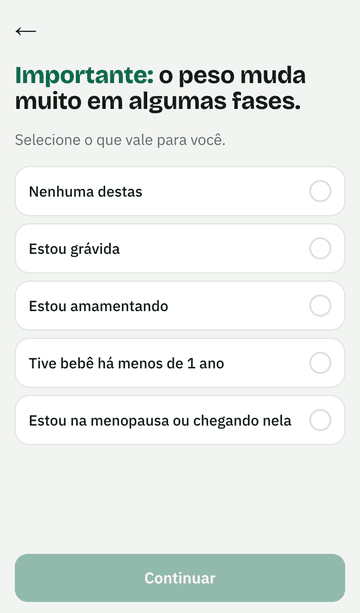 ←
Importante: o peso muda
muito em algumas fases.
Selecione o que vale para você.
Nenhuma destas
Estou grávida
Estou amamentando
Tive bebê há menos de 1 ano
Estou na menopausa ou chegando nela
Continuar